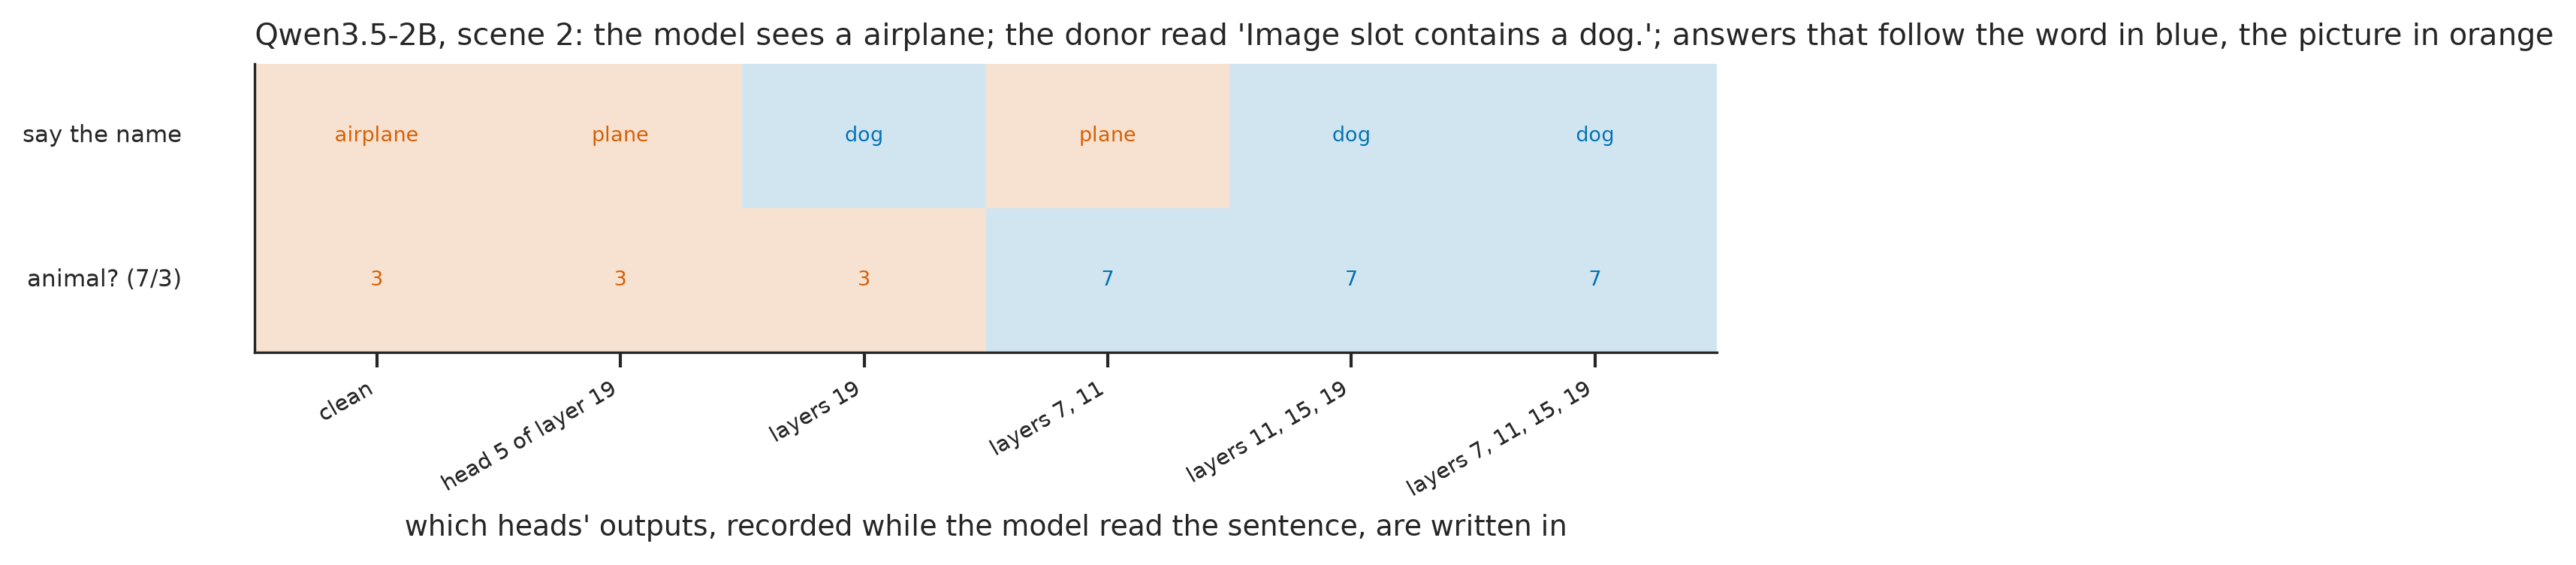 Qwen3.5-2B, scene 2: the model sees a airplane; the donor read 'Image slot contains a dog.'; answers that follow the word in blue, the picture in orange
say the name
airplane
plane
dog
plane
dog
dog
animal? (7/3)
3
3
3
7
7
7
clean
head 5 of layer 19
layers 19
layers 7, 11
layers 11, 15, 19
layers 7, 11, 15, 19
which heads' outputs, recorded while the model read the sentence, are written in